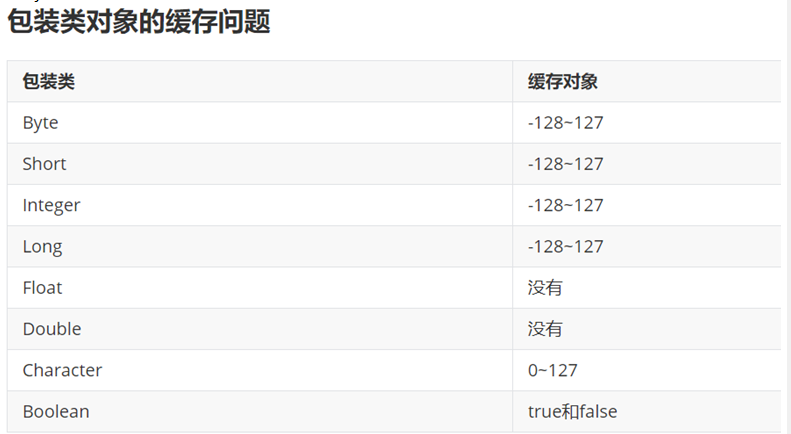 包装类对象的缓存问题
包装类 缓存对象
Byte -128~127
Short -128~127
Integer -128~127
Long -128~127
Float 没有
Double 没有
Character 0~127
Boolean true和false